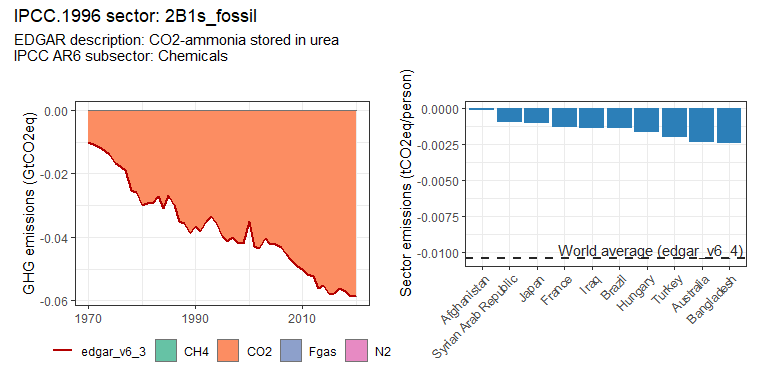 IPCC.1996 sector: 2B1s_fossil
EDGAR description: CO2-ammonia stored in urea
IPCC AR6 subsector: Chemicals
GHG emissions (GtCO2eq)
0.00
-0.02
-0.04
-0.06
1970
1990
2010
edgar_v6_3
CH4
CO2
Fgas
N2
Sector emissions (tCO2eq/person)
0.0000
-0.0025
-0.0050
-0.0075
-0.0100
World average (edgar_v6_4)
Afghanistan
Syrian Arab Republic
Japan
France
Iraq
Brazil
Hungary
Turkey
Australia
Bangladesh